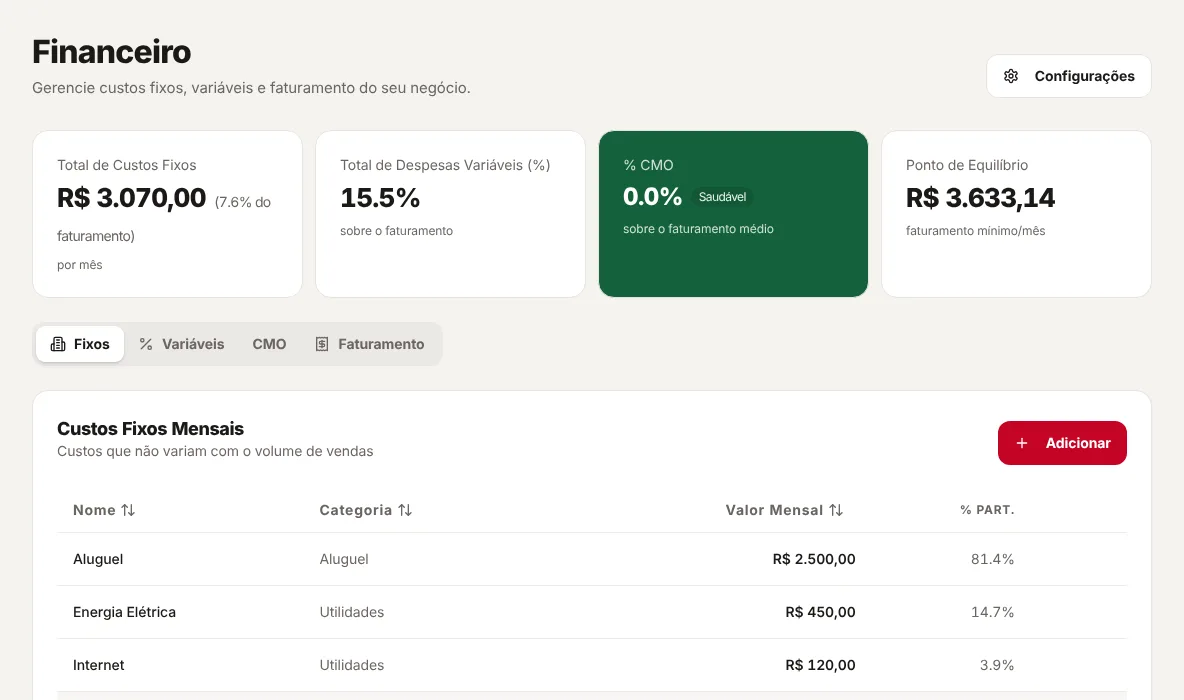 Financeiro
Gerencie custos fixos, variáveis e faturamento do seu negócio.
Configurações
Total de Custos Fixos
R$ 3.070,00 (7.6% do
faturamento)
por mês
Total de Despesas Variáveis (%)
15.5%
sobre o faturamento
% CMO
0.0% Saudável
sobre o faturamento médio
Ponto de Equilíbrio
R$ 3.633,14
faturamento mínimo/mês
Fixos % Variáveis CMO Faturamento
Custos Fixos Mensais
Custos que não variam com o volume de vendas
+ Adicionar
Nome Categoria Valor Mensal % PART.
Aluguel Aluguel R$ 2.500,00 81.4%
Energia Elétrica Utilidades R$ 450,00 14.7%
Internet Utilidades R$ 120,00 3.9%